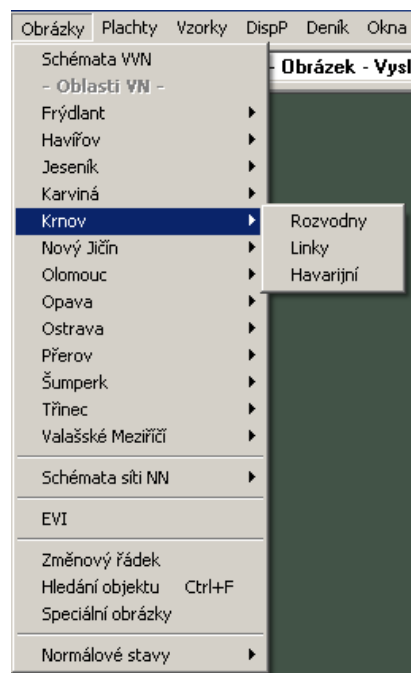 Obrázky Plachty Vzorky DispP Deník Okna
Schémata VVN
- Obrázek - Vysl
- Oblasti VN -
Frýdlant
Havířov
Jeseník
Karviná
Krnov
Rozvodny
Nový Jičín
Linky
Olomouc
Havarijní
Opava
Ostrava
Přerov
Šumperk
Třinec
Valašské Meziříčí
Schémata síti NN
EVI
Změnový řádek
Hledání objektu Ctrl+F
Speciální obrázky
Normálové stavy